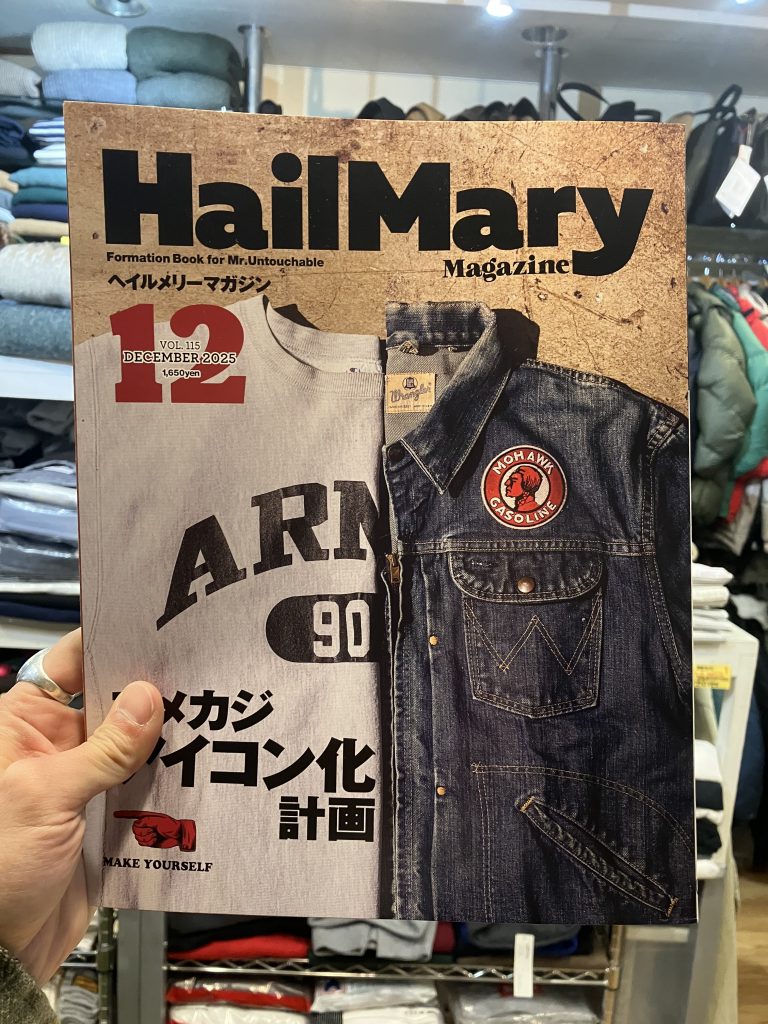 HailMary
Formation Book for Mr.Untouchable
Magazine
ヘイルメリーマガジン
12
VOL. 115
DECEMBER 2025
1,650yen
Wrangler
MOHAWK
GASOLINE
ARM
90
メカジ
イコン化
計画
MAKE YOURSELF